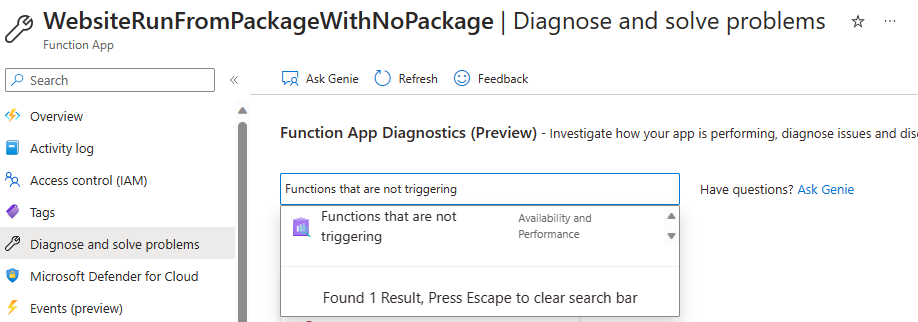 WebsiteRunFromPackageWithNoPackage | Diagnose and solve problems
Function App
Search
Ask Genie
Refresh
Feedback
Overview
Activity log
Access control (IAM)
Tags
Diagnose and solve problems
Microsoft Defender for Cloud
Events (preview)
Function App Diagnostics (Preview) - Investigate how your app is performing, diagnose issues and
Functions that are not triggering
Have questions? Ask Genie
Functions that are not
triggering
Availability and
Performance
Found 1 Result, Press Escape to clear search bar